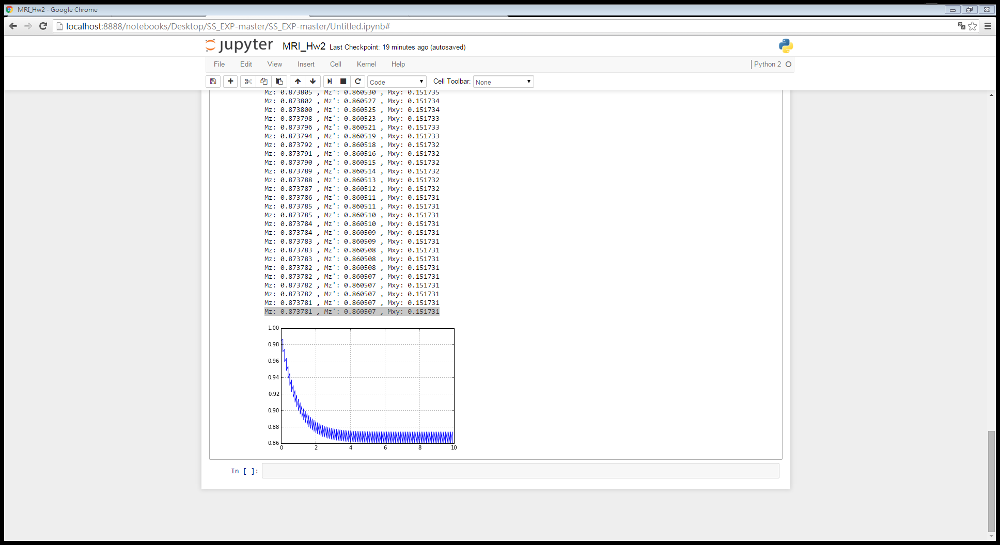 MRI_Hw2 - Google Chrome
localhost:8888/notebooks/Desktop/SS_EXP-master/SS_EXP-master/Untitled.ipynb#
jupyter MRI_Hw2 Last Checkpoint: 19 minutes ago (autosaved)
File Edit View Insert Cell Kernel Help Python 2
Code Cell Toolbar: None
Mz: 0.873805 , Mz': 0.860530 , Mxy: 0.151735
Mz: 0.873802 , Mz': 0.860527 , Mxy: 0.151734
Mz: 0.873800 , Mz': 0.860525 , Mxy: 0.151734
Mz: 0.873798 , Mz': 0.860523 , Mxy: 0.151733
Mz: 0.873796 , Mz': 0.860521 , Mxy: 0.151733
Mz: 0.873794 , Mz': 0.860519 , Mxy: 0.151733
Mz: 0.873792 , Mz': 0.860518 , Mxy: 0.151732
Mz: 0.873791 , Mz': 0.860516 , Mxy: 0.151732
Mz: 0.873790 , Mz': 0.860515 , Mxy: 0.151732
Mz: 0.873789 , Mz': 0.860514 , Mxy: 0.151732
Mz: 0.873788 , Mz': 0.860513 , Mxy: 0.151732
Mz: 0.873787 , Mz': 0.860512 , Mxy: 0.151732
Mz: 0.873786 , Mz': 0.860511 , Mxy: 0.151731
Mz: 0.873785 , Mz': 0.860511 , Mxy: 0.151731
Mz: 0.873785 , Mz': 0.860510 , Mxy: 0.151731
Mz: 0.873784 , Mz': 0.860510 , Mxy: 0.151731
Mz: 0.873784 , Mz': 0.860509 , Mxy: 0.151731
Mz: 0.873783 , Mz': 0.860509 , Mxy: 0.151731
Mz: 0.873783 , Mz': 0.860508 , Mxy: 0.151731
Mz: 0.873783 , Mz': 0.860508 , Mxy: 0.151731
Mz: 0.873782 , Mz': 0.860508 , Mxy: 0.151731
Mz: 0.873782 , Mz': 0.860507 , Mxy: 0.151731
Mz: 0.873782 , Mz': 0.860507 , Mxy: 0.151731
Mz: 0.873782 , Mz': 0.860507 , Mxy: 0.151731
Mz: 0.873781 , Mz': 0.860507 , Mxy: 0.151731
Mz: 0.873781 , Mz': 0.860507 , Mxy: 0.151731
1.00
0.98
0.96
0.94
0.92
0.90
0.88
0.86
0 2 4 6 8 10
In [ ]: